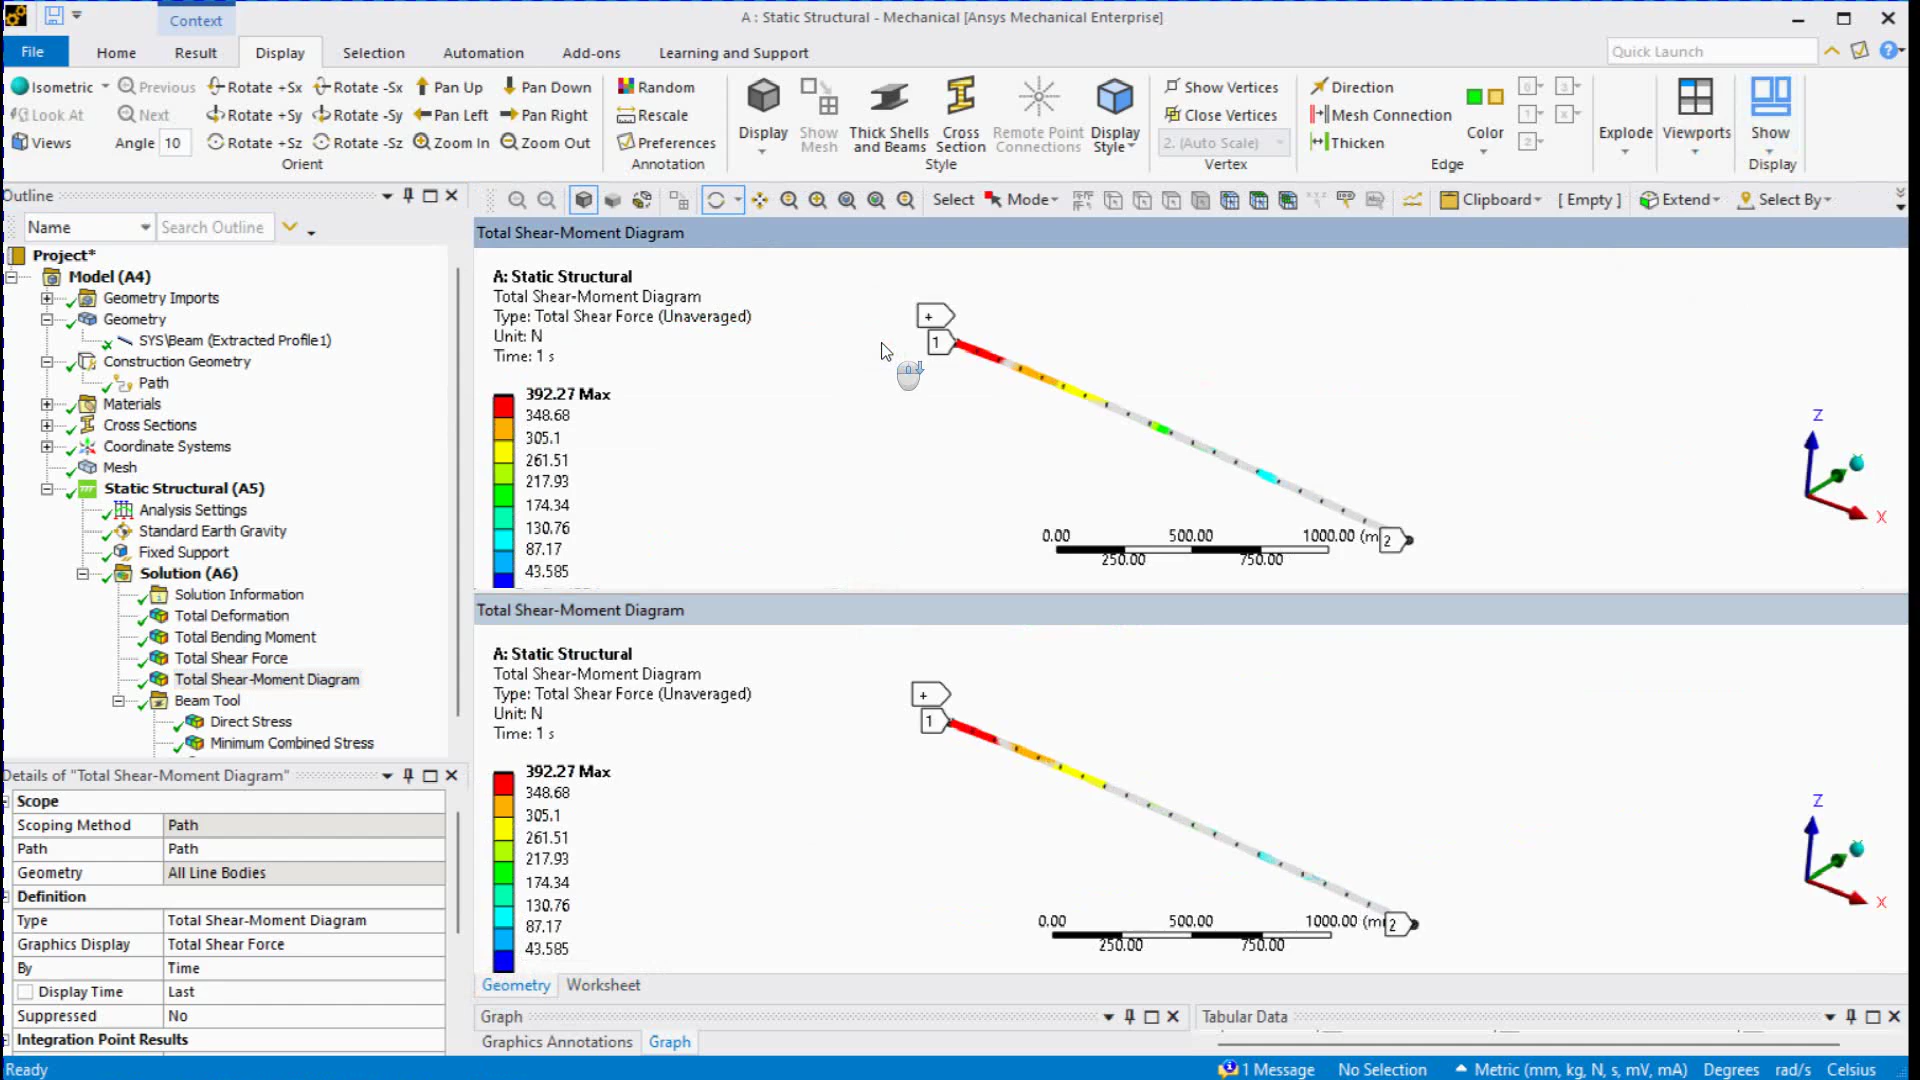 Context
A : Static Structural - Mechanical [Ansys Mechanical Enterprise]
File Home Result Display Selection Automation Add-ons Learning and Support Quick Launch
Isometric Previous Rotate +Sx Rotate -Sx Pan Up Pan Down Random
Look At Next Rotate +Sy Rotate -Sy Pan Left Pan Right Rescale
Views Angle 10 Rotate +Sz Rotate -Sz Zoom In Zoom Out Preferences
Orient Annotation
Display Show Mesh Thick Shells and Beams Cross Section Remote Point Connections Display Style
Style
Show Vertices
Close Vertices
2. (Auto Scale)
Vertex
Direction
Mesh Connection
Thicken
Color
Edge
Explode Viewports Show
Display
Outline
Name Search Outline
Select Mode Clipboard [ Empty ] Extend Select By
Project*
Model (A4)
Geometry Imports
Geometry
SYS\Beam (Extracted Profile1)
Construction Geometry
Path
Materials
Cross Sections
Coordinate Systems
Mesh
Static Structural (A5)
Analysis Settings
Standard Earth Gravity
Fixed Support
Solution (A6)
Solution Information
Total Deformation
Total Bending Moment
Total Shear Force
Total Shear-Moment Diagram
Beam Tool
Direct Stress
Minimum Combined Stress
Details of "Total Shear-Moment Diagram"
Scope
Scoping Method Path
Path Path
Geometry All Line Bodies
Definition
Type Total Shear-Moment Diagram
Graphics Display Total Shear Force
By Time
Display Time Last
Suppressed No
Integration Point Results
Total Shear-Moment Diagram
A: Static Structural
Total Shear-Moment Diagram
Type: Total Shear Force (Unaveraged)
Unit: N
Time: 1 s
392.27 Max
348.68
305.1
261.51
217.93
174.34
130.76
87.17
43.585
+
1
2
0.00 500.00 1000.00 (m
250.00 750.00
Z
X
Total Shear-Moment Diagram
A: Static Structural
Total Shear-Moment Diagram
Type: Total Shear Force (Unaveraged)
Unit: N
Time: 1 s
392.27 Max
348.68
305.1
261.51
217.93
174.34
130.76
87.17
43.585
+
1
2
0.00 500.00 1000.00 (m
250.00 750.00
Z
X
Geometry Worksheet
Graph Tabular Data
Graphics Annotations Graph
Ready 1 Message No Selection Metric (mm, kg, N, s, mV, mA) Degrees rad/s Celsius